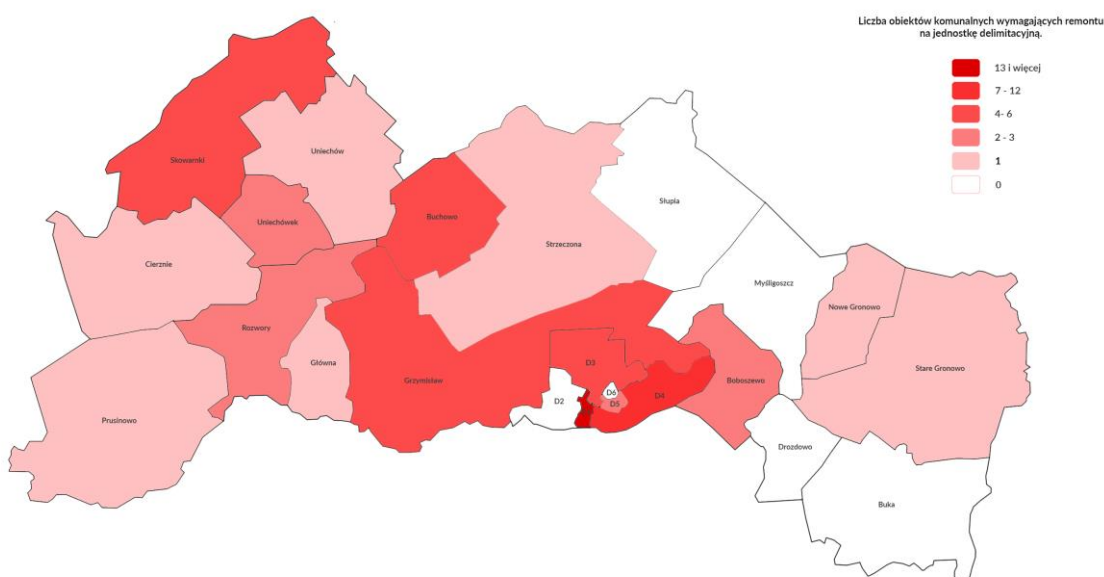 Liczba obiektów komunalnych wymagających remontu
na jednostkę delimitacyjną.
13 i więcej
7 - 12
4- 6
2 - 3
1
0
Skowarnki
Uniechów
Uniechówek
Buchowo
Słupia
Strzeczona
Cierznie
Myśligoszcz
Nowe Gronowo
Rozwory
Główna
Grzymisław
D3
Boboszewo
Stare Gronowo
D6
D5
D4
D2
Prusinowo
Drozdowo
Buka